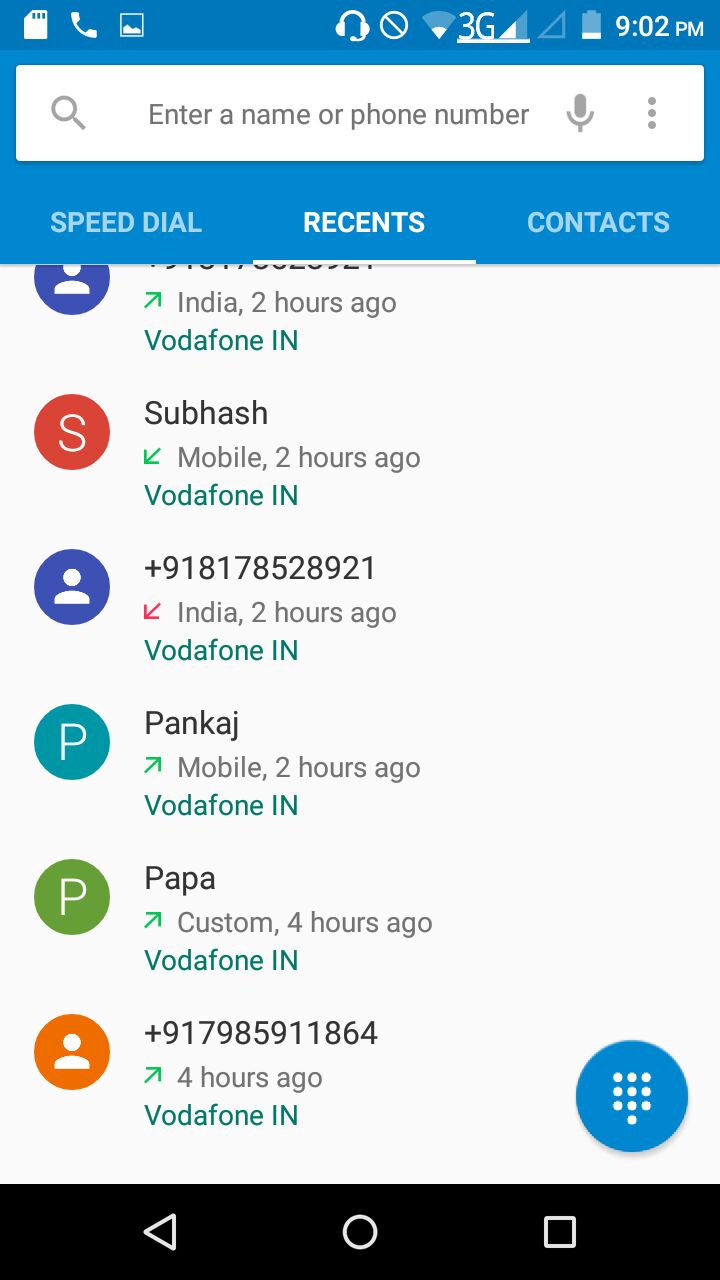 3G
9:02 PM
Enter a name or phone number
SPEED DIAL
RECENTS
CONTACTS
India, 2 hours ago
Vodafone IN
S
Subhash
Mobile, 2 hours ago
Vodafone IN
+918178528921
India, 2 hours ago
Vodafone IN
P
Pankaj
Mobile, 2 hours ago
Vodafone IN
P
Papa
Custom, 4 hours ago
Vodafone IN
+917985911864
4 hours ago
Vodafone IN